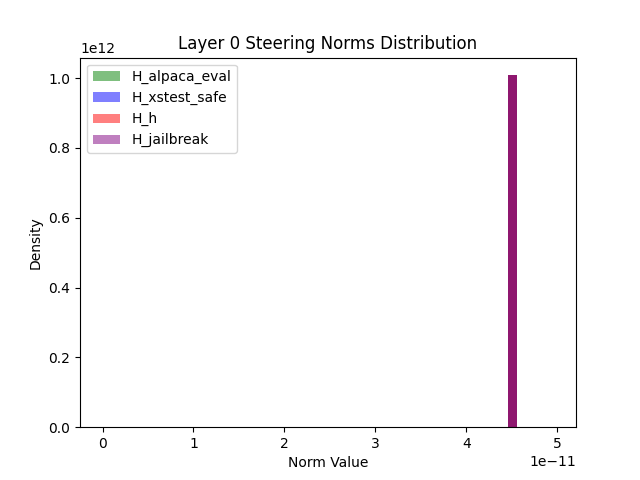 Layer 0 Steering Norms Distribution
1e12
H_alpaca_eval
H_xstest_safe
H_h
H_jailbreak
1.0
0.8
0.6
0.4
0.2
0.0
Density
0 1 2 3 4 5
1e−11
Norm Value